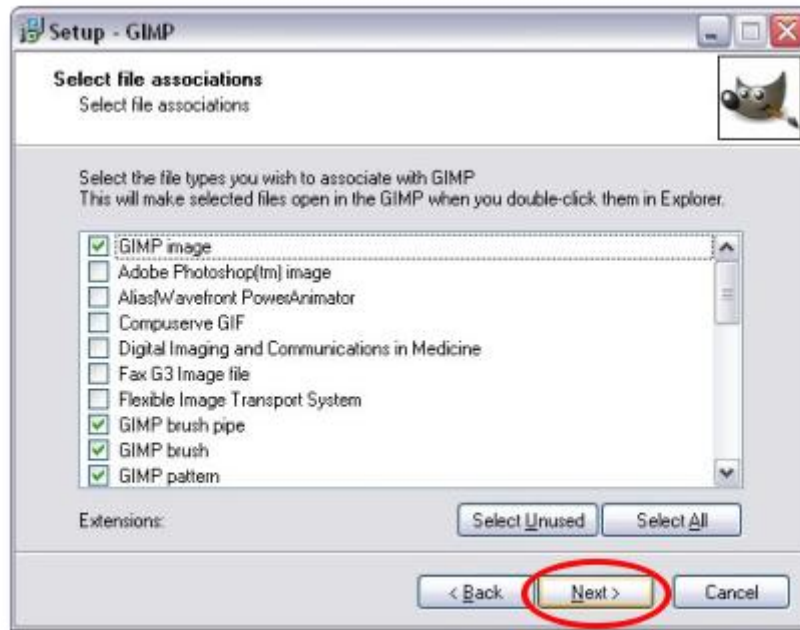 Setup - GIMP
Select file associations
Select file associations
Select the file types you wish to associate with GIMP
This will make selected files open in the GIMP when you double-click them in Explorer.
GIMP image
Adobe Photoshop(tm) image
Alias|Wavefront PowerAnimator
Compuserve GIF
Digital Imaging and Communications in Medicine
Fax G3 Image file
Flexible Image Transport System
GIMP brush pipe
GIMP brush
GIMP pattern
Extensions: Select Unused Select All
< Back Next > Cancel